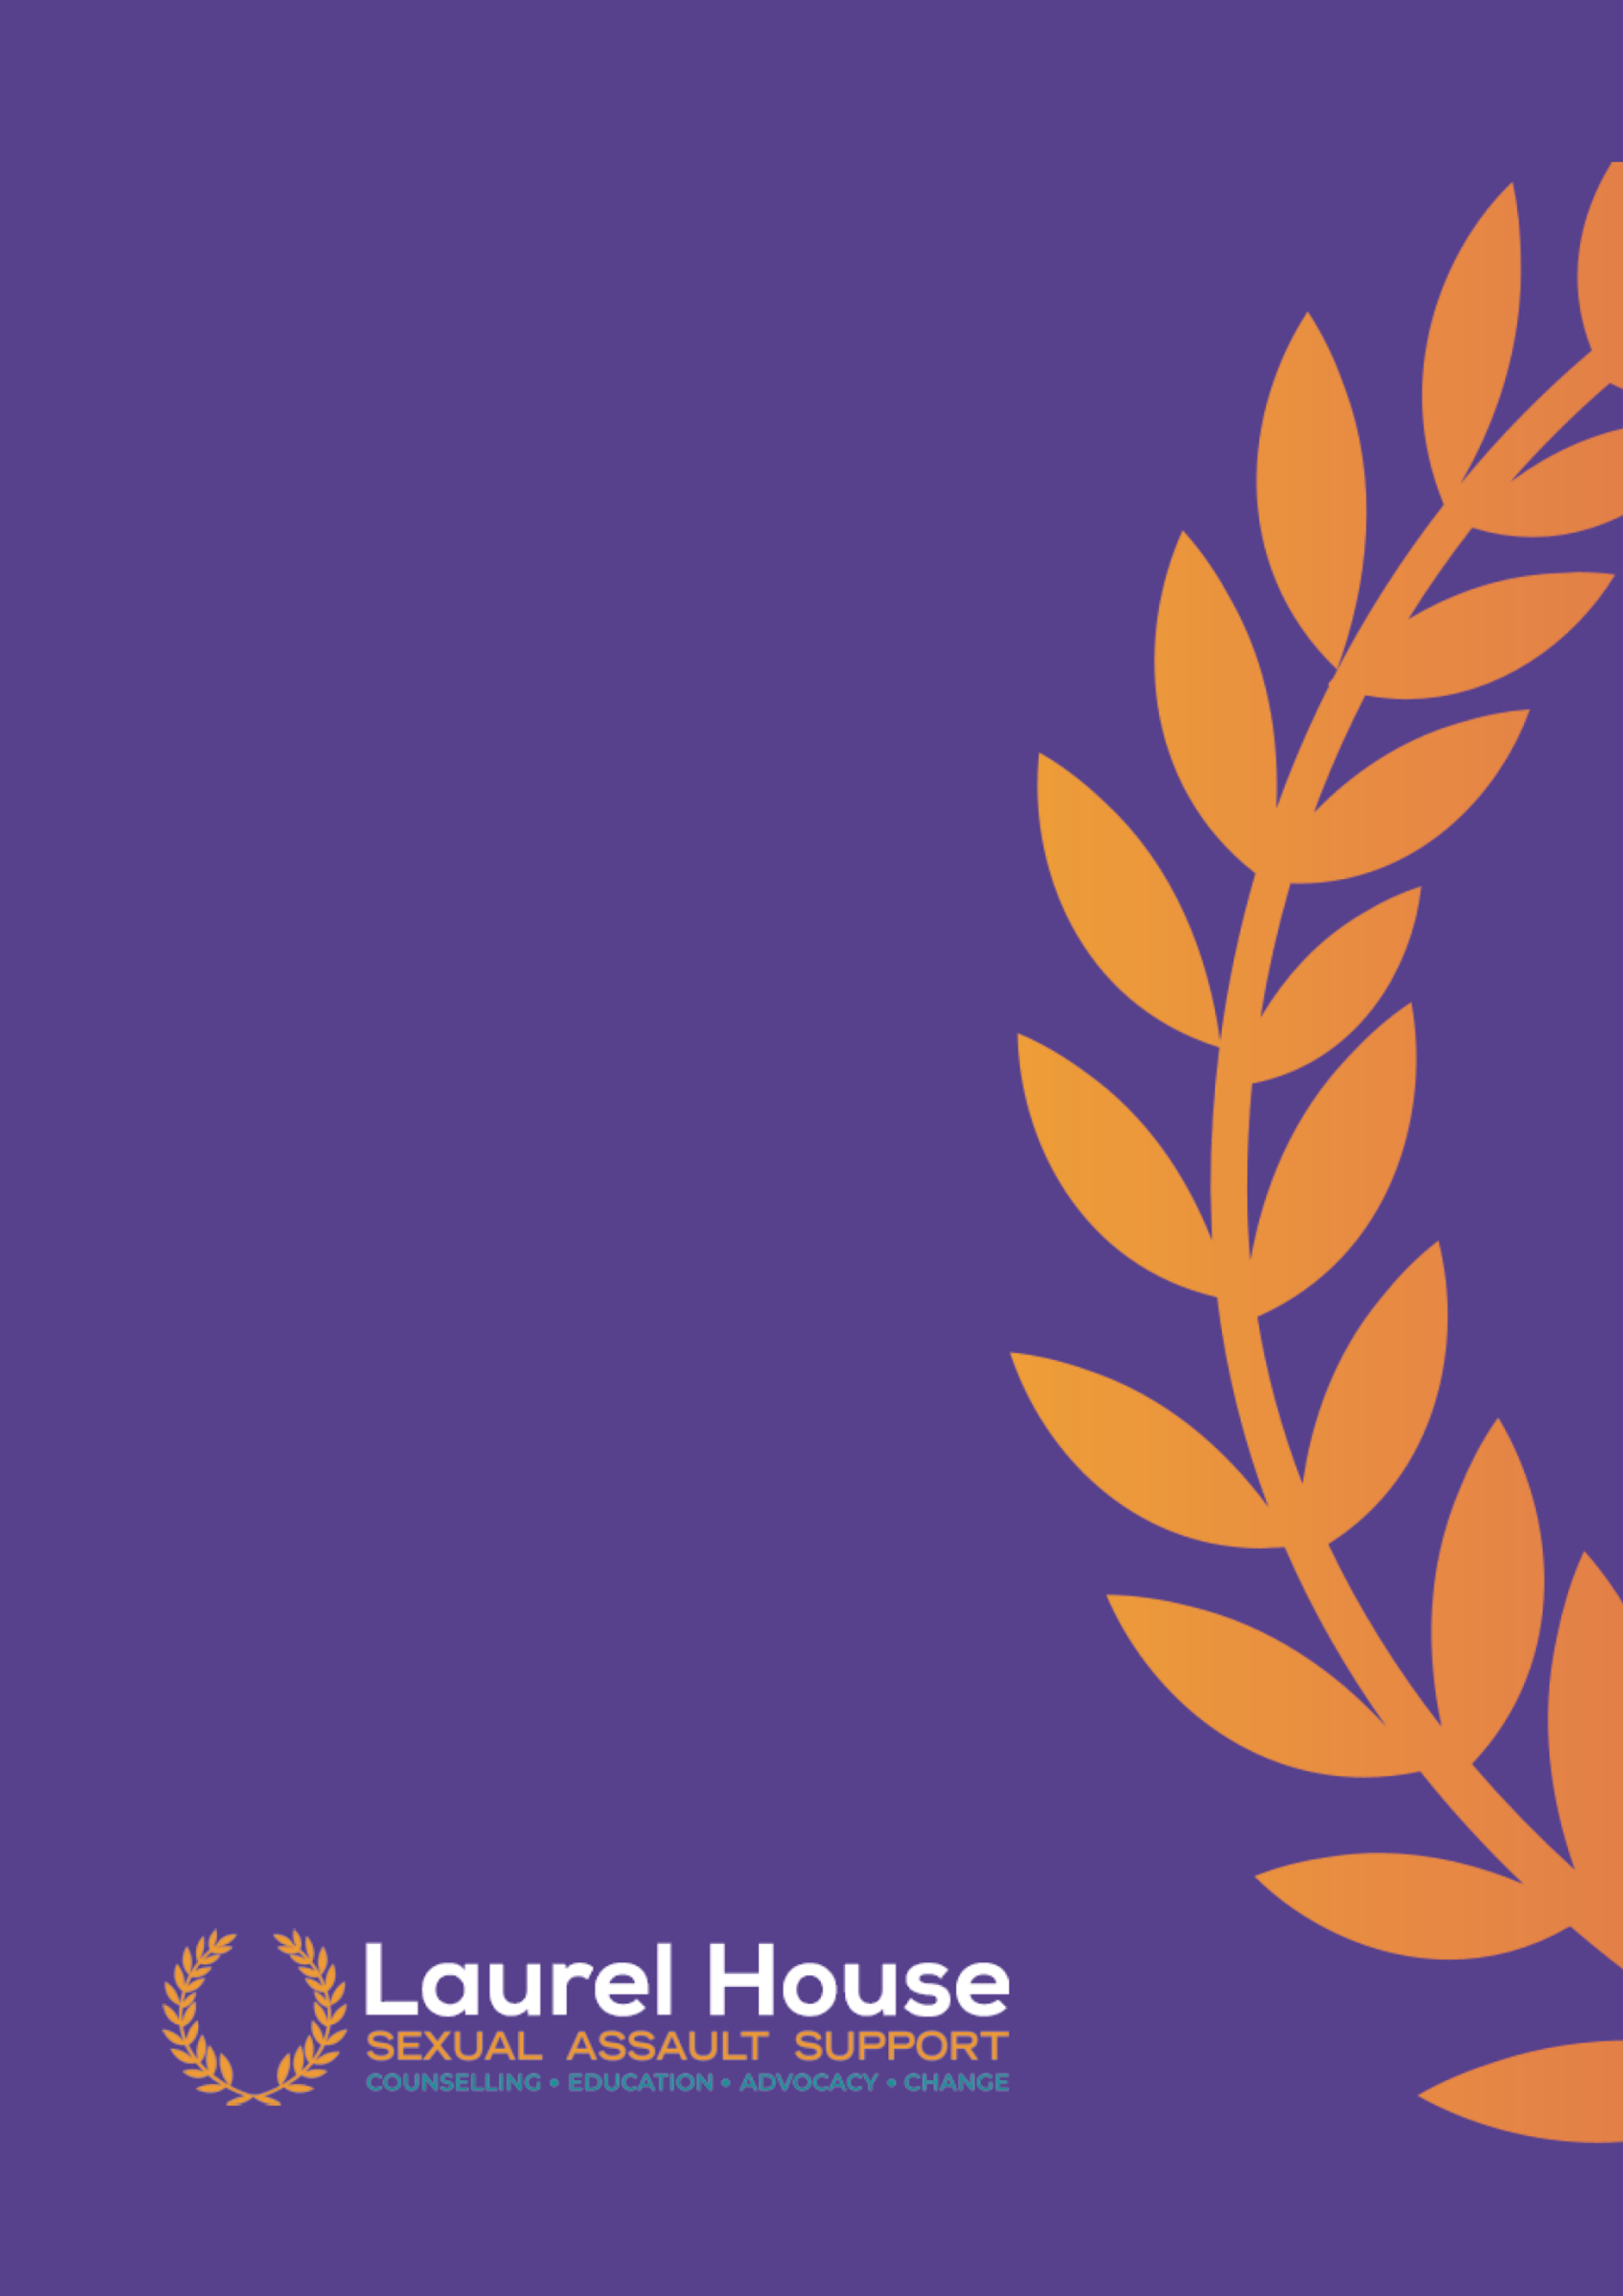 Laurel House
SEXUAL ASSAULT SUPPORT
COUNSELLING • EDUCATION • ADVOCACY • CHANGE